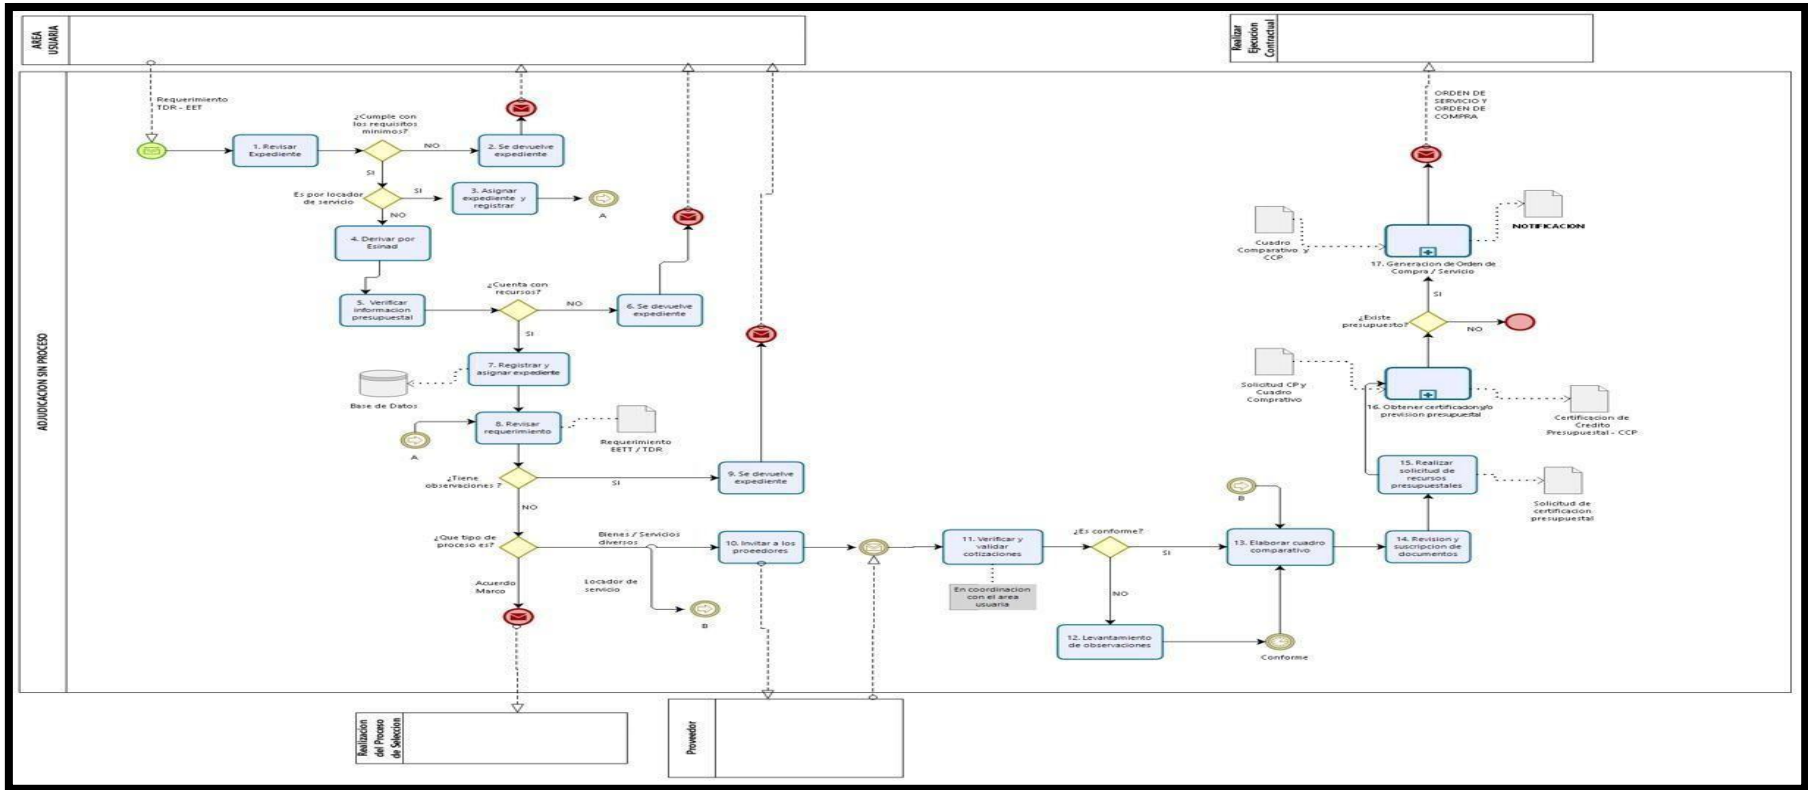 AREA
USUARIA
Realizar
Ejecucion
Contractual
ADJUDICACION SIN PROCESO
Requerimiento
TDR - EET
1. Revisar
Expediente
¿Cumple con
los requisitos
minimos?
NO
2. Se devuelve
expediente
SI
Es por locador
de servicio
SI
3. Asignar
expediente y
registrar
A
NO
4. Derivar por
Esinad
5. Verificar
informacion
presupuestal
¿Cuenta con
recursos?
NO
6. Se devuelve
expediente
SI
7. Registrar y
asignar expediente
Base de Datos
8. Revisar
requerimiento
A
Requerimiento
EETT / TDR
¿Tiene
observaciones ?
SI
9. Se devuelve
expediente
NO
¿Que tipo de
proceso es?
Bienes / Servicios
diversos
10. Invitar a los
proeedores
Acuerdo
Marco
Locador de
servicio
B
11. Verificar y
validar
cotizaciones
En coordinacion
con el area
usuaria
¿Es conforme?
SI
NO
12. Levantamiento
de observaciones
Conforme
B
13. Elaborar cuadro
comparativo
14. Revision y
suscripcion de
documentos
15. Realizar
solicitud de
recursos
presupuestales
Solicitud de
certificacion
presupuestal
Solicitud CP y
Cuadro
Comprativo
16. Obtener certificacion y/o
prevision presupuestal
Certificacion de
Credito
Presupuestal - CCP
¿Existe
presupuesto?
NO
SI
17. Generacion de Orden de
Compra / Servicio
Cuadro
Comparativo y
CCP
NOTIFICACION
ORDEN DE
SERVICIO Y
ORDEN DE
COMPRA
Realizacion
del Proceso
de Seleccion
Proveedor